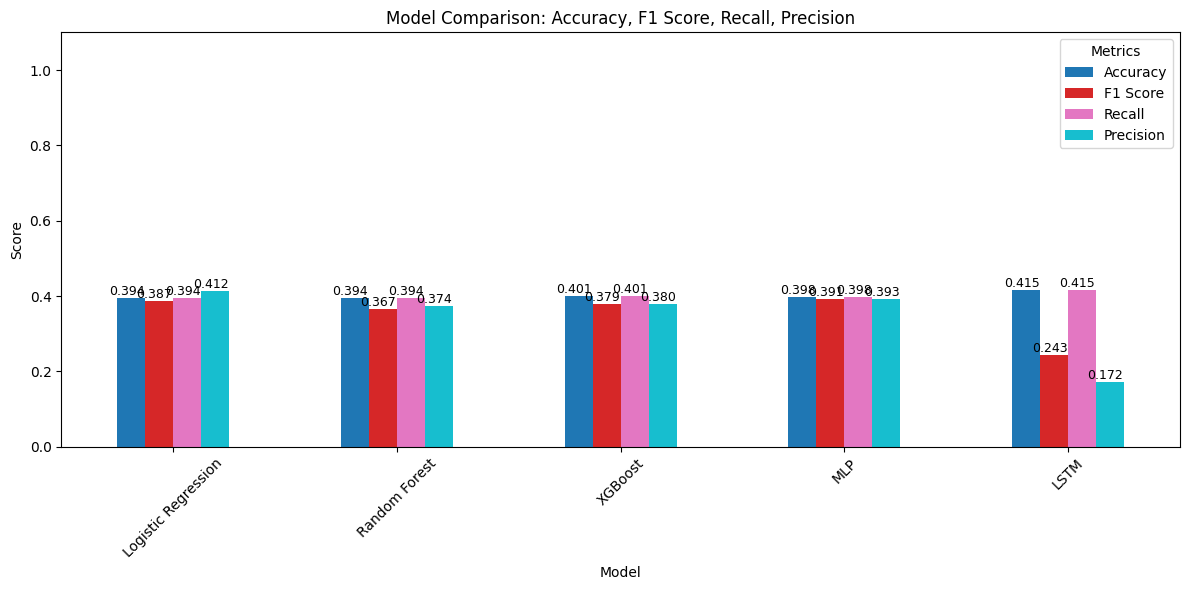 Model Comparison: Accuracy, F1 Score, Recall, Precision
Metrics
Accuracy
F1 Score
Recall
Precision
Score
1.0
0.8
0.6
0.4
0.2
0.0
0.394 0.387 0.394 0.412
0.394 0.367 0.394 0.374
0.401 0.379 0.401 0.380
0.398 0.391 0.398 0.393
0.415 0.243 0.415 0.172
Logistic Regression
Random Forest
XGBoost
MLP
LSTM
Model